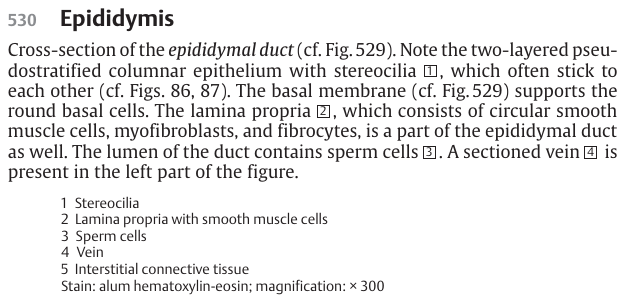 530 Epididymis
Cross-section of the epididymal duct (cf. Fig. 529). Note the two-layered pseu-
dostratified columnar epithelium with stereocilia 1, which often stick to
each other (cf. Figs. 86, 87). The basal membrane (cf. Fig. 529) supports the
round basal cells. The lamina propria 2, which consists of circular smooth
muscle cells, myofibroblasts, and fibrocytes, is a part of the epididymal duct
as well. The lumen of the duct contains sperm cells 3. A sectioned vein 4 is
present in the left part of the figure.
1 Stereocilia
2 Lamina propria with smooth muscle cells
3 Sperm cells
4 Vein
5 Interstitial connective tissue
Stain: alum hematoxylin-eosin; magnification: × 300